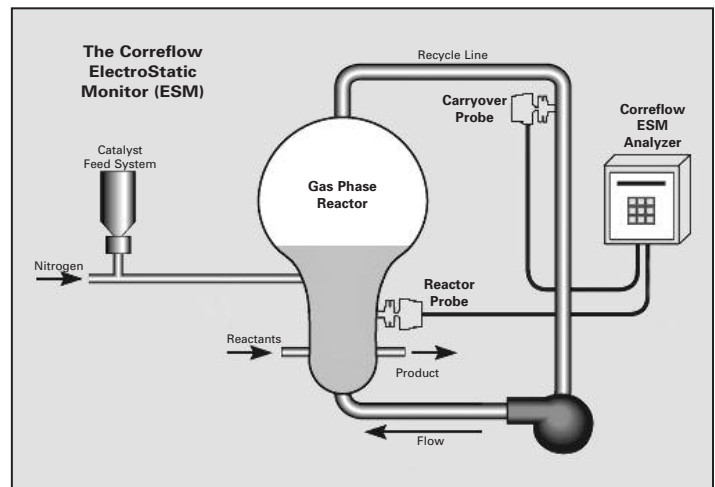 The Correflow
ElectroStatic
Monitor (ESM)
Recycle Line
Carryover
Probe
Correflow
ESM
Analyzer
Catalyst
Feed System
Gas Phase
Reactor
Nitrogen
Reactor
Probe
Reactants
Product
Flow